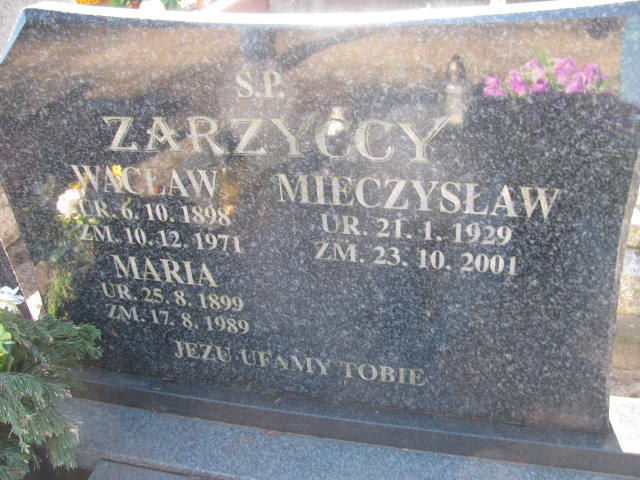 S.P.
ZARZYCCY
WACŁAW
UR. 6. 10. 1898
ZM. 10. 12. 1971
MARIA
UR. 25. 8. 1899
ZM. 17. 8. 1989
MIECZYSŁAW
UR. 21. 1. 1929
ZM. 23. 10. 2001
JEZU UFAMY TOBIE